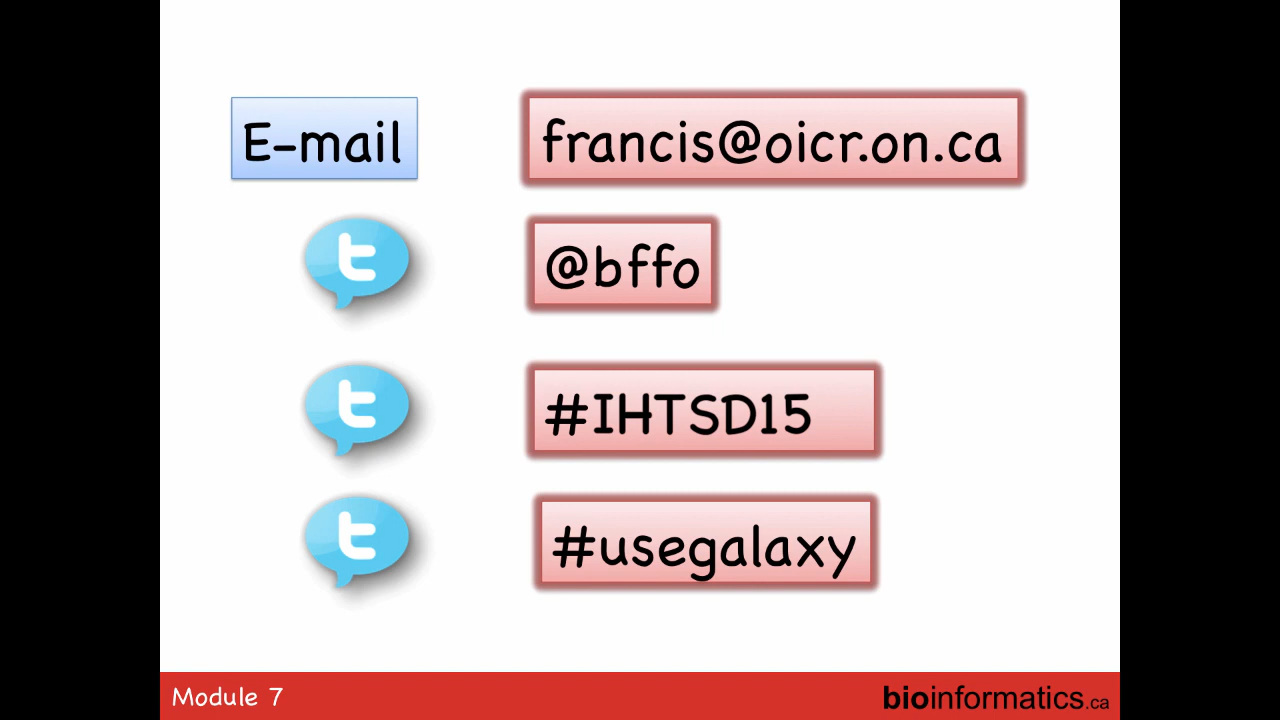 E-mail
francis@oicr.on.ca
@bffo
#IHTSD15
#usegalaxy
Module 7
bioinformatics.ca